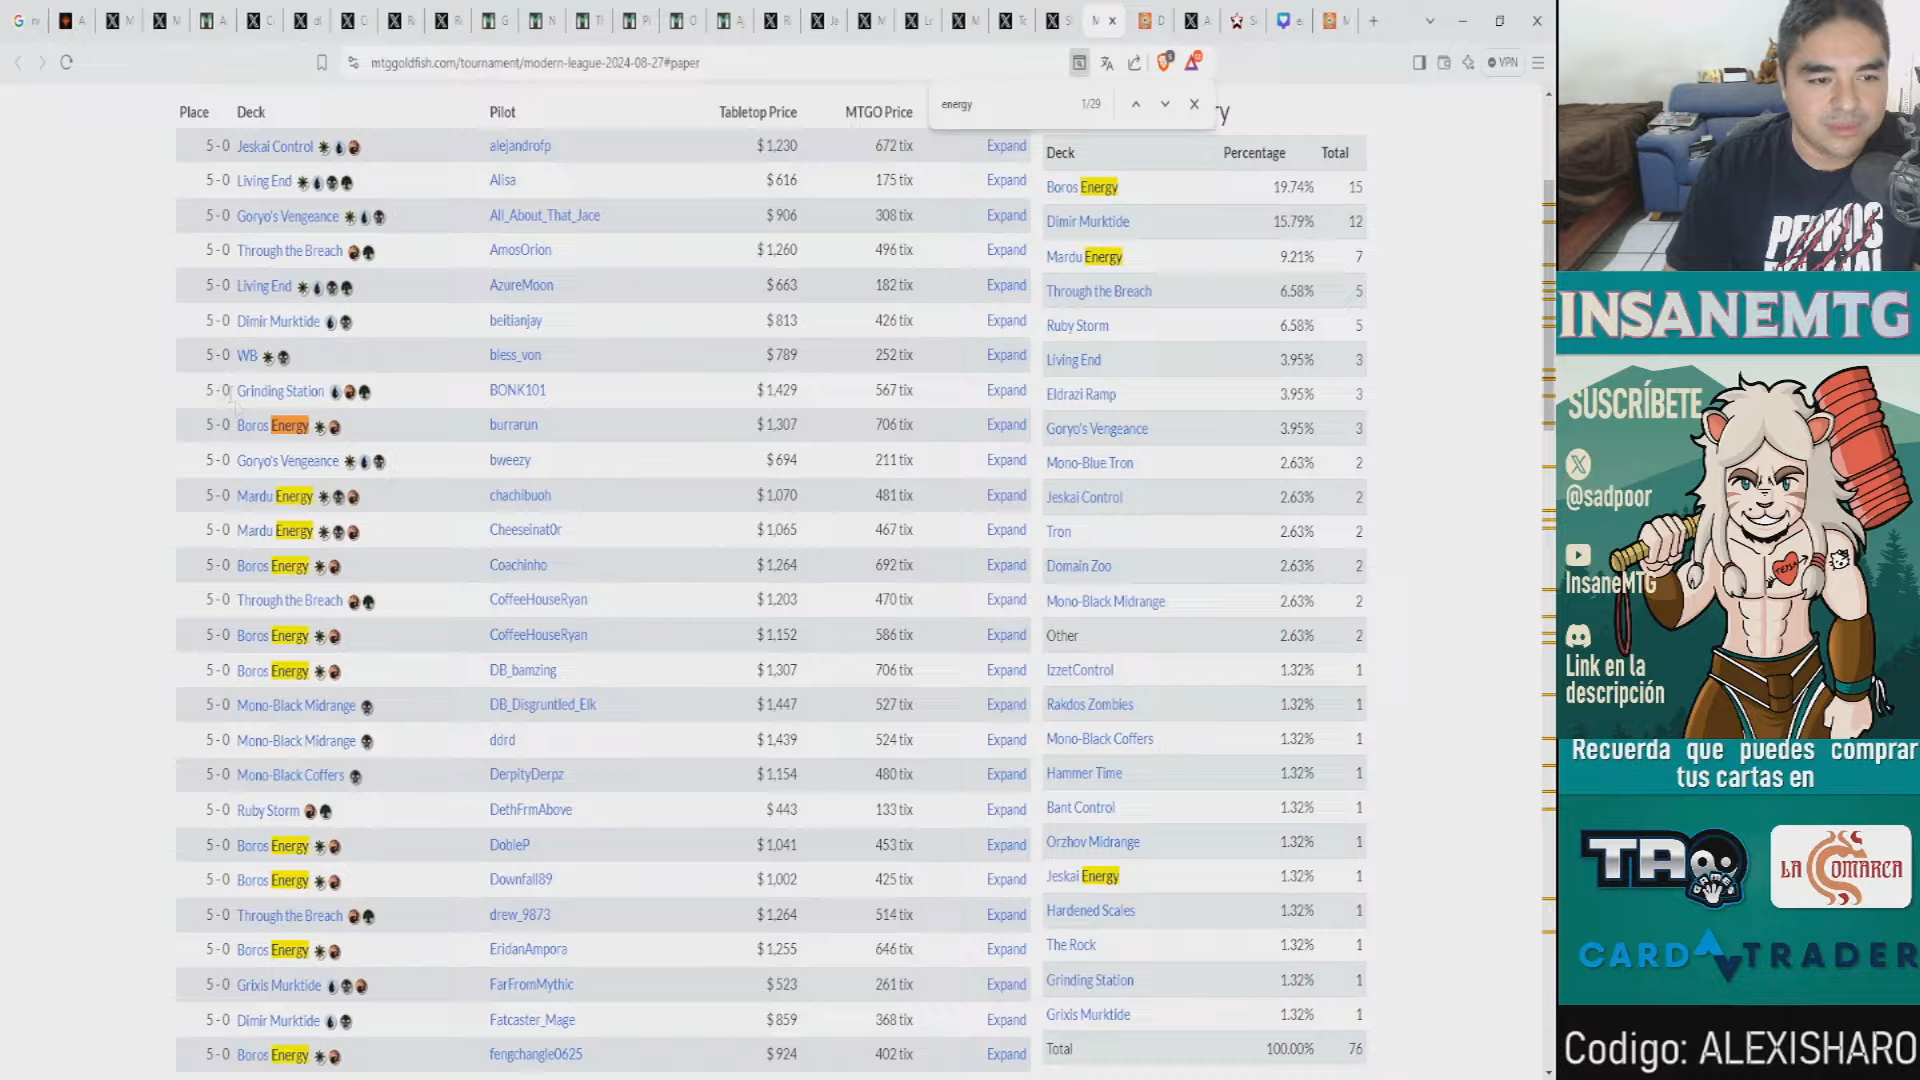 mtggoldfish.com/tournament/modern-league-2024-08-27#paper
VPN
energy 1/29
Place Deck Pilot Tabletop Price MTGO Price
5 - 0 Jeskai Control alejandrofp $ 1,230 672 tix Expand
5 - 0 Living End Alisa $ 616 175 tix Expand
5 - 0 Goryo's Vengeance All_About_That_Jace $ 906 308 tix Expand
5 - 0 Through the Breach AmosOrion $ 1,260 496 tix Expand
5 - 0 Living End AzureMoon $ 663 182 tix Expand
5 - 0 Dimir Murktide beitianjay $ 813 426 tix Expand
5 - 0 WB bless_von $ 789 252 tix Expand
5 - 0 Grinding Station BONK101 $ 1,429 567 tix Expand
5 - 0 Boros Energy burrarun $ 1,307 706 tix Expand
5 - 0 Goryo's Vengeance bweezy $ 694 211 tix Expand
5 - 0 Mardu Energy chachibuoh $ 1,070 481 tix Expand
5 - 0 Mardu Energy Cheeseinat0r $ 1,065 467 tix Expand
5 - 0 Boros Energy Coachinho $ 1,264 692 tix Expand
5 - 0 Through the Breach CoffeeHouseRyan $ 1,203 470 tix Expand
5 - 0 Boros Energy CoffeeHouseRyan $ 1,152 586 tix Expand
5 - 0 Boros Energy DB_bamzing $ 1,307 706 tix Expand
5 - 0 Mono-Black Midrange DB_Disgruntled_Elk $ 1,447 527 tix Expand
5 - 0 Mono-Black Midrange ddrd $ 1,439 524 tix Expand
5 - 0 Mono-Black Coffers DerpityDerpz $ 1,154 480 tix Expand
5 - 0 Ruby Storm DethFrmAbove $ 443 133 tix Expand
5 - 0 Boros Energy DobleP $ 1,041 453 tix Expand
5 - 0 Boros Energy Downfall89 $ 1,002 425 tix Expand
5 - 0 Through the Breach drew_9873 $ 1,264 514 tix Expand
5 - 0 Boros Energy EridanAmpora $ 1,255 646 tix Expand
5 - 0 Grixis Murktide FarFromMythic $ 523 261 tix Expand
5 - 0 Dimir Murktide Fatcaster_Mage $ 859 368 tix Expand
5 - 0 Boros Energy fengchangle0625 $ 924 402 tix Expand
Deck Percentage Total
Boros Energy 19.74% 15
Dimir Murktide 15.79% 12
Mardu Energy 9.21% 7
Through the Breach 6.58% 5
Ruby Storm 6.58% 5
Living End 3.95% 3
Eldrazi Ramp 3.95% 3
Goryo's Vengeance 3.95% 3
Mono-Blue Tron 2.63% 2
Jeskai Control 2.63% 2
Tron 2.63% 2
Domain Zoo 2.63% 2
Mono-Black Midrange 2.63% 2
Other 2.63% 2
Izzet Control 1.32% 1
Rakdos Zombies 1.32% 1
Mono-Black Coffers 1.32% 1
Hammer Time 1.32% 1
Bant Control 1.32% 1
Orzhov Midrange 1.32% 1
Jeskai Energy 1.32% 1
Hardened Scales 1.32% 1
The Rock 1.32% 1
Grinding Station 1.32% 1
Grixis Murktide 1.32% 1
Total 100.00% 76
INSANEMTG
SUSCRÍBETE
@sadpoor
InsaneMTG
Link en la
descripción
Recuerda que puedes comprar
tus cartas en
LA COMARCA
CARD TRADER
Codigo: ALEXISHARO